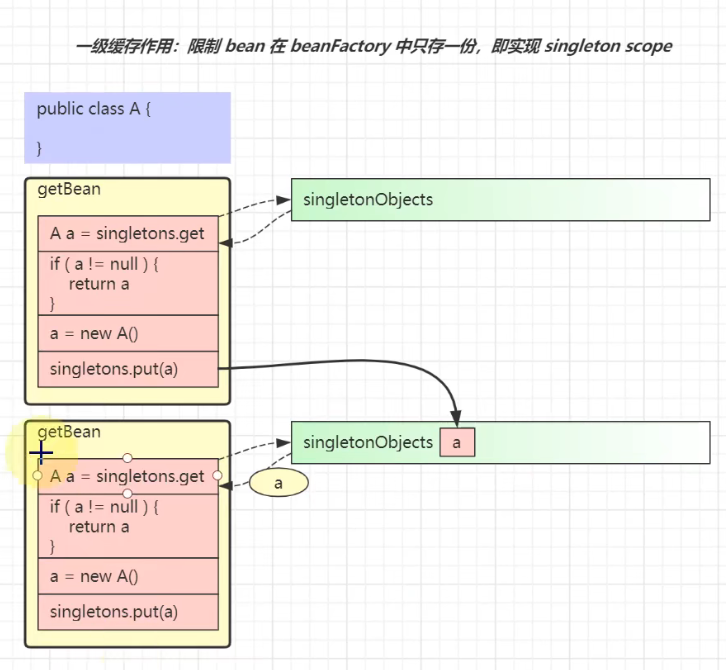 一级缓存作用：限制 bean 在 beanFactory 中只存一份，即实现 singleton scope
public class A {
}
getBean
singletonObjects
A a = singletons.get
if ( a != null ) {
return a
}
a = new A()
singletons.put(a)
getBean
singletonObjects
a
A a = singletons.get
a
if ( a != null ) {
return a
}
a = new A()
singletons.put(a)